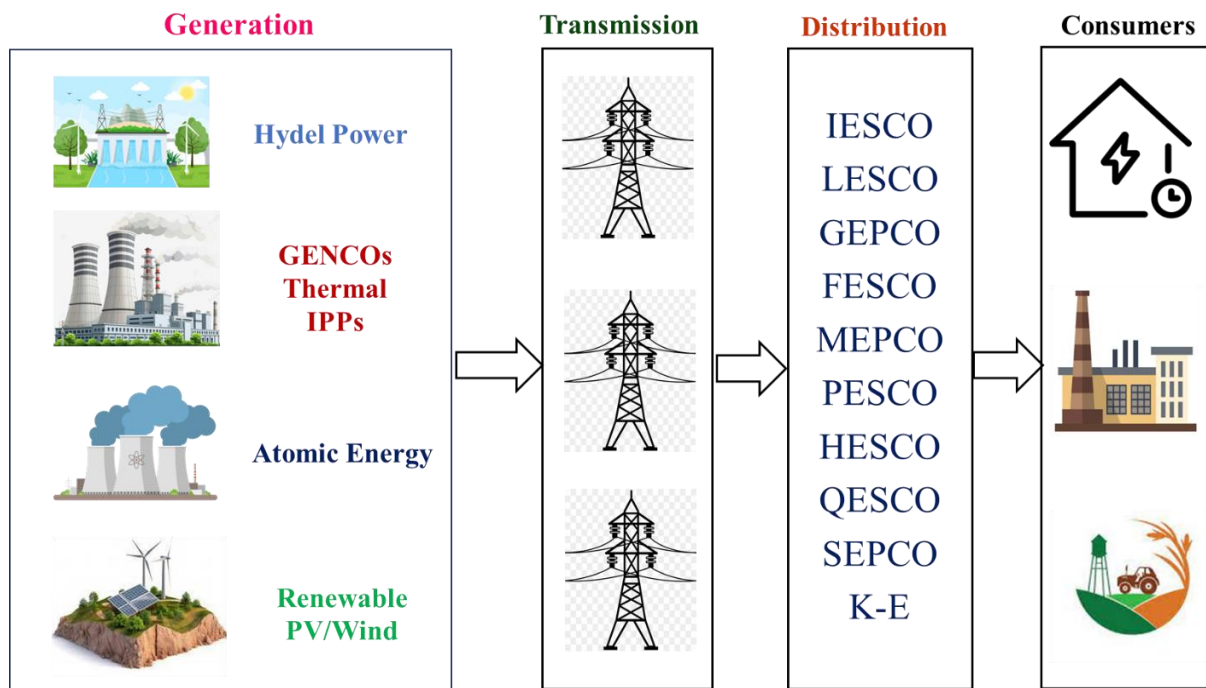 Generation
Hydel Power
GENCOs
Thermal
IPPs
Atomic Energy
Renewable
PV/Wind
Transmission
Distribution
IESCO
LESCO
GEPCO
FESCO
MEPCO
PESCO
HESCO
QESCO
SEPCO
K-E
Consumers